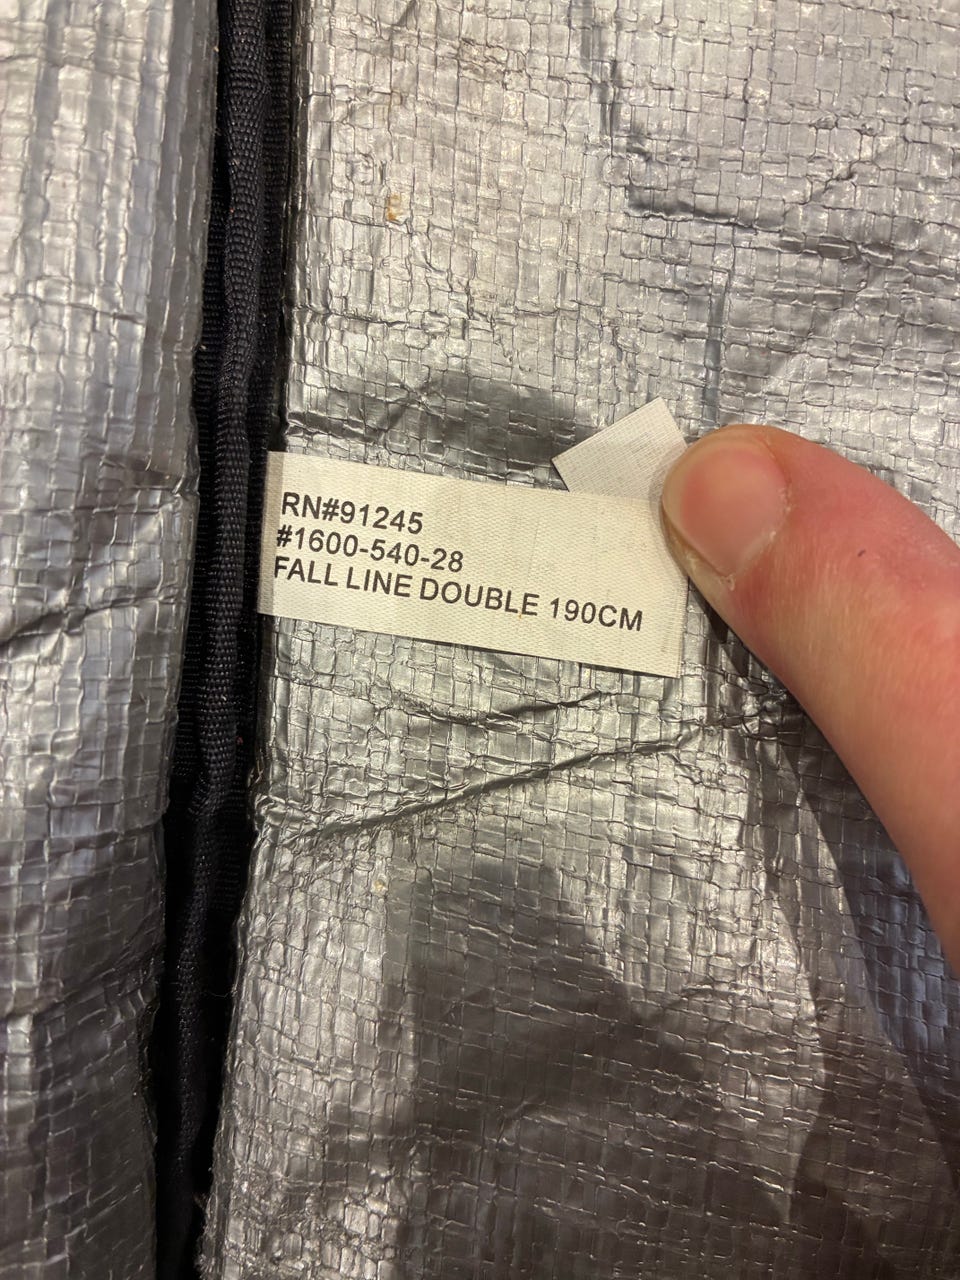 RN#91245
#1600-540-28
FALL LINE DOUBLE 190CM